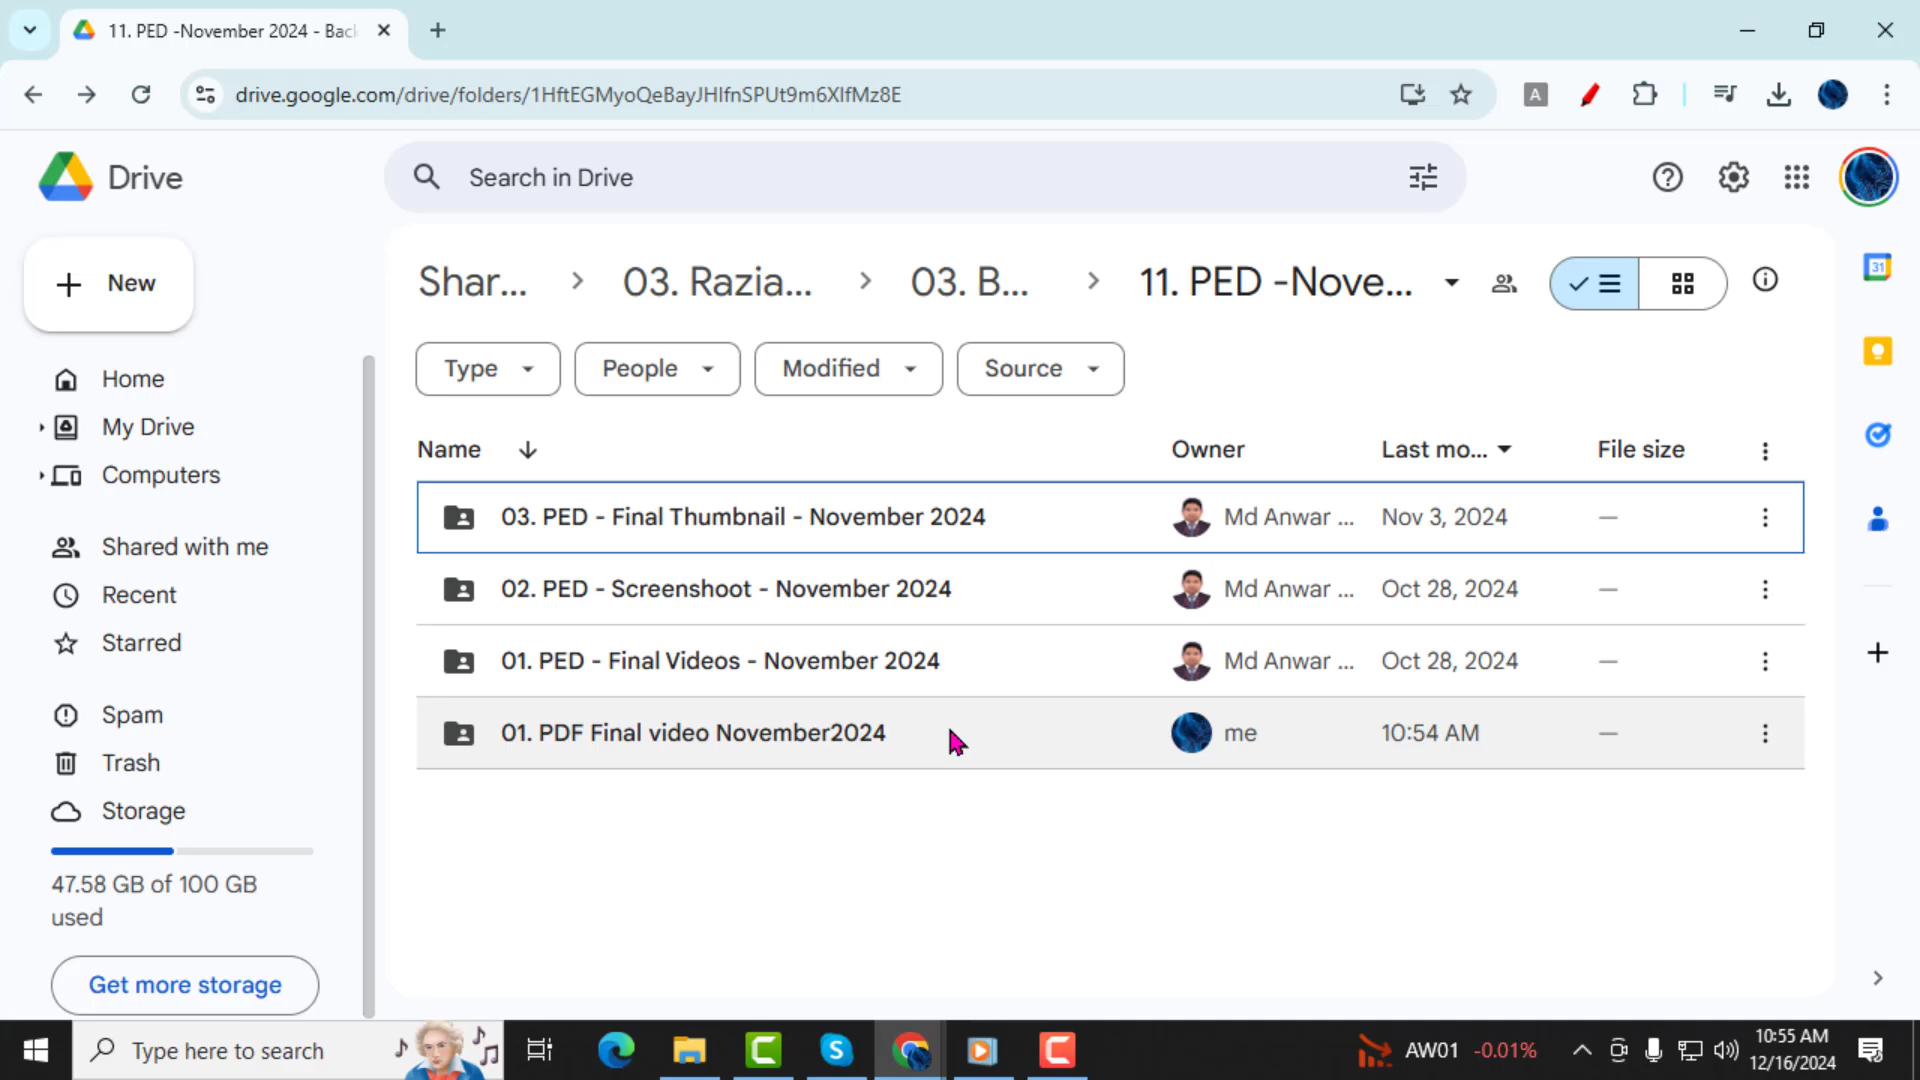 11. PED -November 2024 - Bac
drive.google.com/drive/folders/1HftEGMyoQeBayJHIfnSPUt9m6XIfMz8E
A
Drive
Search in Drive
New
Shar... > 03. Razia... > 03. B... > 11. PED -Nove...
31
Type People Modified Source
Home
My Drive
Computers
Shared with me
Recent
Starred
Spam
Trash
Storage
47.58 GB of 100 GB
used
Get more storage
Name Owner Last mo... File size
03. PED - Final Thumbnail - November 2024 Md Anwar ... Nov 3, 2024 —
02. PED - Screenshoot - November 2024 Md Anwar ... Oct 28, 2024 —
01. PED - Final Videos - November 2024 Md Anwar ... Oct 28, 2024 —
01. PDF Final video November2024 me 10:54 AM —
Type here to search
AW01 -0.01%
10:55 AM
12/16/2024